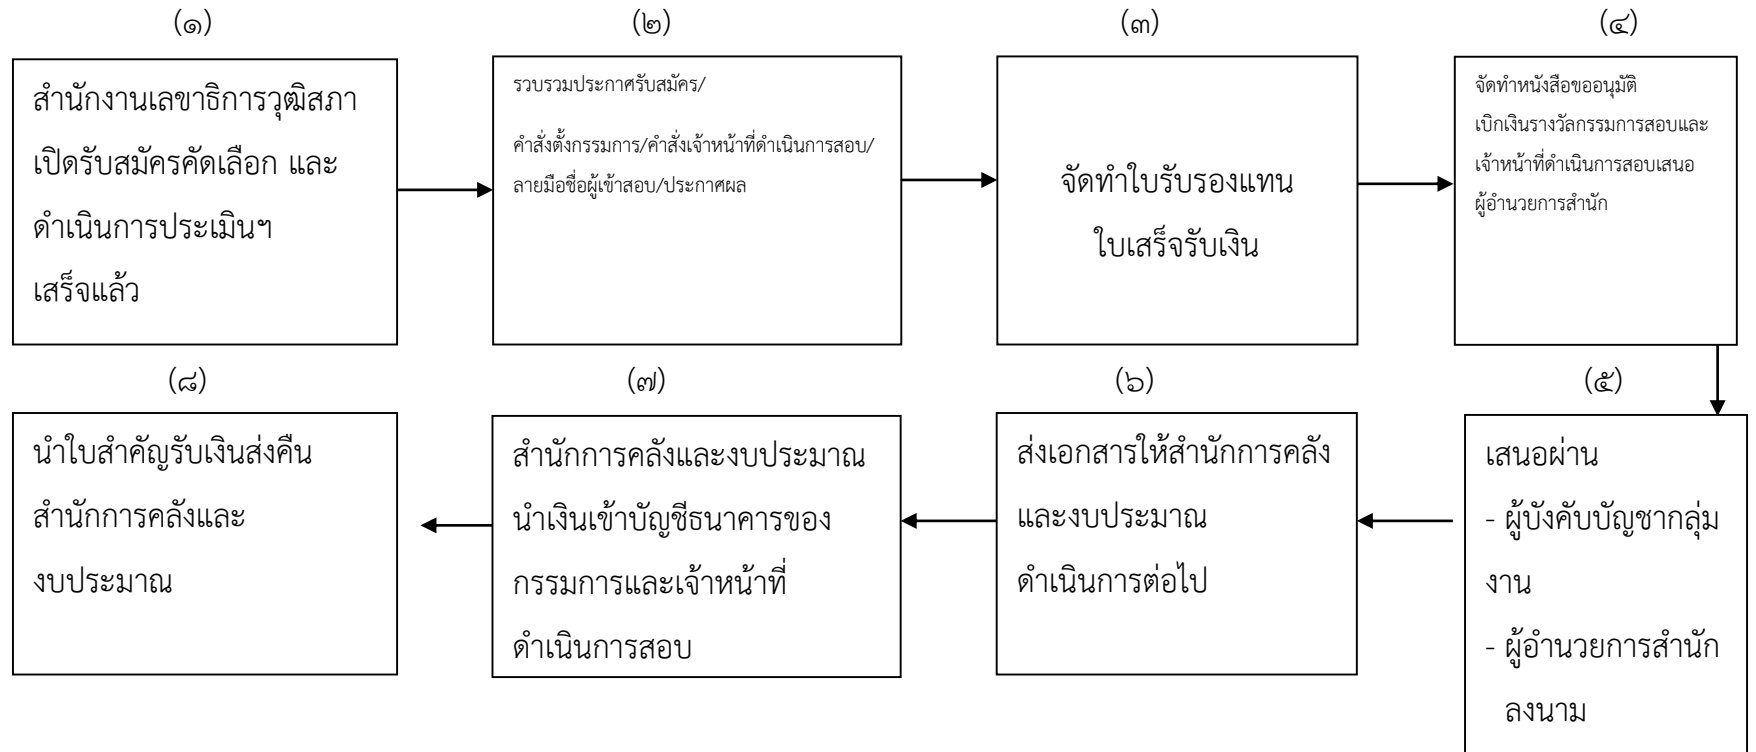 (๑)
สำนักงานเลขาธิการวุฒิสภา
เปิดรับสมัครคัดเลือก และ
ดำเนินการประเมินฯ
เสร็จแล้ว
(๒)
รวบรวมประกาศรับสมัคร/
คำสั่งตั้งกรรมการ/คำสั่งเจ้าหน้าที่ดำเนินการสอบ/
ลายมือชื่อผู้เข้าสอบ/ประกาศผล
(๓)
จัดทำใบรับรองแทน
ใบเสร็จรับเงิน
(๔)
จัดทำหนังสือขออนุมัติ
เบิกเงินรางวัลกรรมการสอบและ
เจ้าหน้าที่ดำเนินการสอบเสนอ
ผู้อำนวยการสำนัก
(๕)
เสนอผ่าน
- ผู้บังคับบัญชากลุ่ม
งาน
- ผู้อำนวยการสำนัก
ลงนาม
(๖)
ส่งเอกสารให้สำนักการคลัง
และงบประมาณ
ดำเนินการต่อไป
(๗)
สำนักการคลังและงบประมาณ
นำเงินเข้าบัญชีธนาคารของ
กรรมการและเจ้าหน้าที่
ดำเนินการสอบ
(๘)
นำใบสำคัญรับเงินส่งคืน
สำนักการคลังและ
งบประมาณ